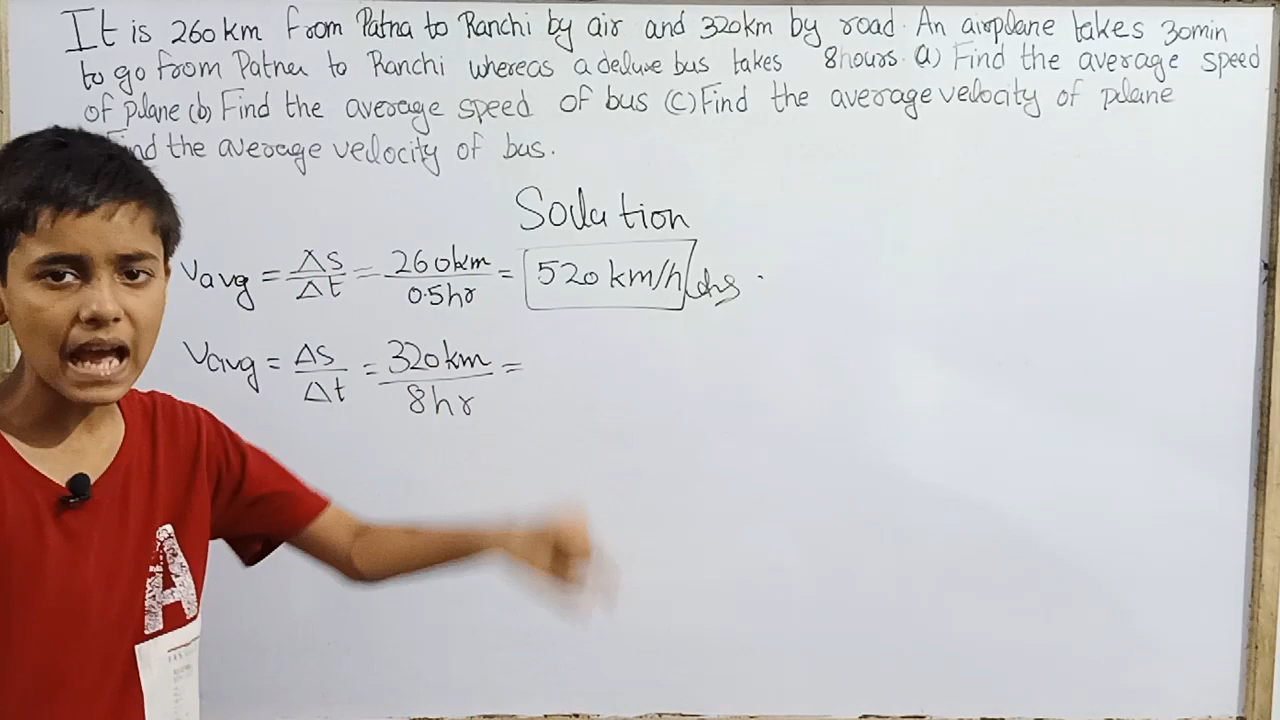 It is 260km from Patna to Ranchi by air and 320km by road. An airplane takes 30min
to go from Patna to Ranchi whereas a deluxe bus takes 8hours. a) Find the average speed
of plane (b) Find the average speed of bus (C) Find the average velocity of plane
Find the average velocity of bus.
Solution
Vavg = Δs/Δt = 260km/0.5hr = 520 km/h Ans.
Vavg = Δs/Δt = 320km/8hr =
A